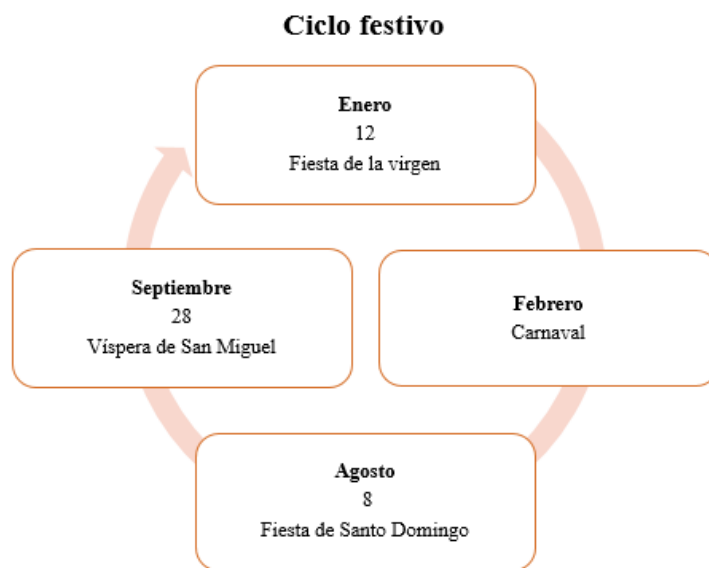 Ciclo festivo
Enero
12
Fiesta de la virgen
Febrero
Carnaval
Agosto
8
Fiesta de Santo Domingo
Septiembre
28
Víspera de San Miguel